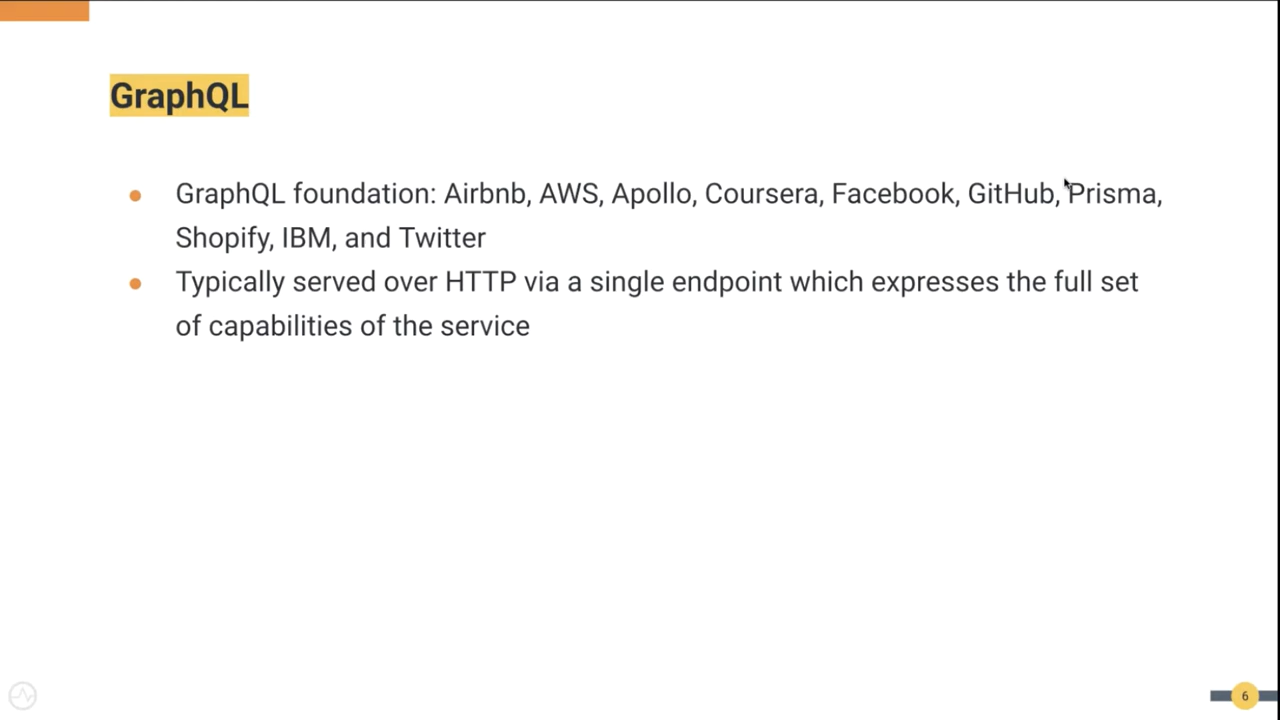 GraphQL
● GraphQL foundation: Airbnb, AWS, Apollo, Coursera, Facebook, GitHub, Prisma,
Shopify, IBM, and Twitter
● Typically served over HTTP via a single endpoint which expresses the full set
of capabilities of the service
6